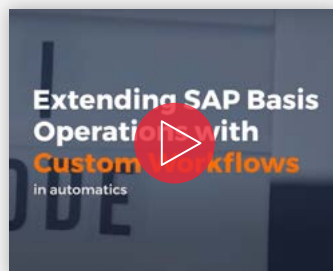 Extending SAP Basis
Operations with
Custom Workflows
in automatics